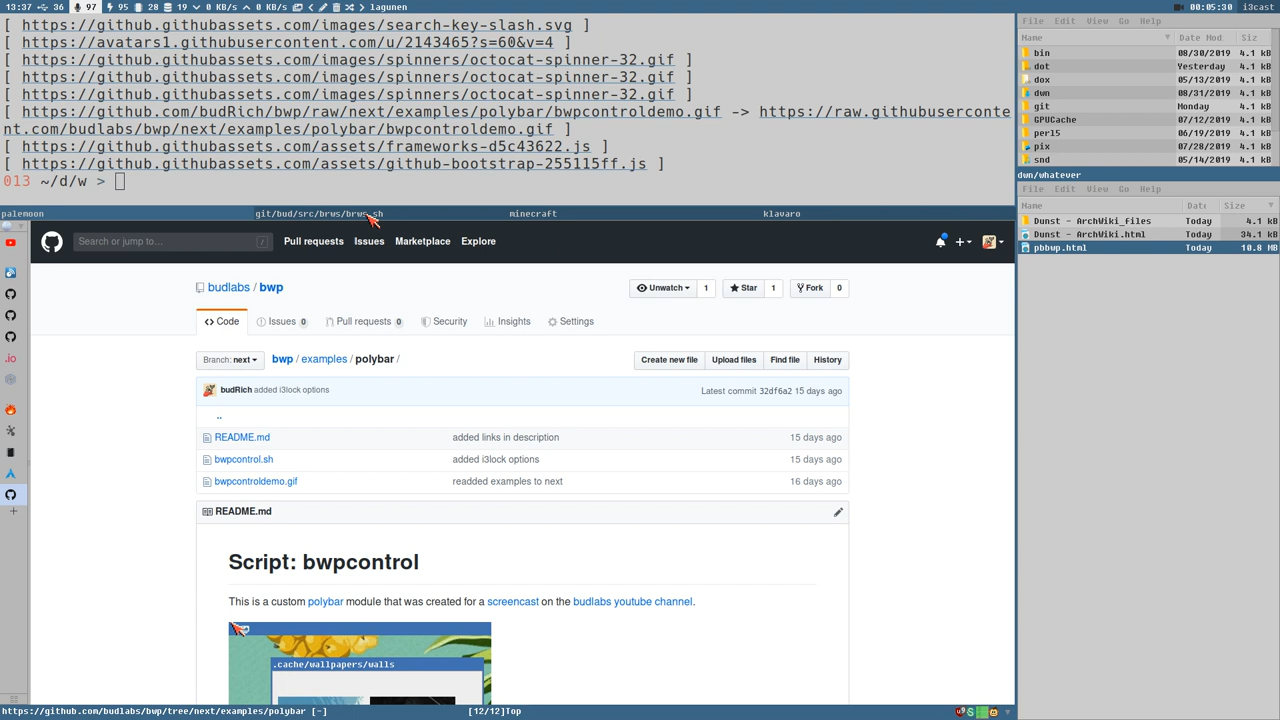 13:37 36 97 95 28 19 0 KB/s 0 KB/s lagunen 00:05:30 i3cast
[ https://github.githubassets.com/images/search-key-slash.svg ]
[ https://avatars1.githubusercontent.com/u/2143465?s=60&v=4 ]
[ https://github.githubassets.com/images/spinners/octocat-spinner-32.gif ]
[ https://github.githubassets.com/images/spinners/octocat-spinner-32.gif ]
[ https://github.githubassets.com/images/spinners/octocat-spinner-32.gif ]
[ https://github.com/budRich/bwp/raw/next/examples/polybar/bwpcontroldemo.gif -> https://raw.githubuserconte
nt.com/budlabs/bwp/next/examples/polybar/bwpcontroldemo.gif ]
[ https://github.githubassets.com/assets/frameworks-d5c43622.js ]
[ https://github.githubassets.com/assets/github-bootstrap-255115ff.js ]
013 ~/d/w >
File Edit View Go Help
Name Date Mod Siz
bin 08/30/2019 4.1 kB
dot Yesterday 4.1 kB
dox 05/13/2019 4.1 kB
dwn 08/31/2019 4.1 kB
git Monday 4.1 kB
GPUCache 07/12/2019 4.1 kB
perl5 06/19/2019 4.1 kB
pix 07/28/2019 4.1 kB
snd 05/14/2019 4.1 kB
dwn/whatever
File Edit View Go Help
Name Date Size
Dunst - ArchWiki_files Today 4.1 kB
Dunst - ArchWiki.html Today 34.1 kB
pbbwp.html Today 10.8 MB
palemoon git/bud/src/brws/brws.sh minecraft klavaro
Search or jump to… / Pull requests Issues Marketplace Explore
budlabs / bwp Unwatch 1 Star 1 Fork 0
Code Issues 0 Pull requests 0 Security Insights Settings
Branch: next bwp / examples / polybar / Create new file Upload files Find file History
budRich added i3lock options Latest commit 32df6a2 15 days ago
..
README.md added links in description 15 days ago
bwpcontrol.sh added i3lock options 15 days ago
bwpcontroldemo.gif readded examples to next 16 days ago
README.md
Script: bwpcontrol
This is a custom polybar module that was created for a screencast on the budlabs youtube channel.
.cache/wallpapers/walls
https://github.com/budlabs/bwp/tree/next/examples/polybar [-] [12/12]Top